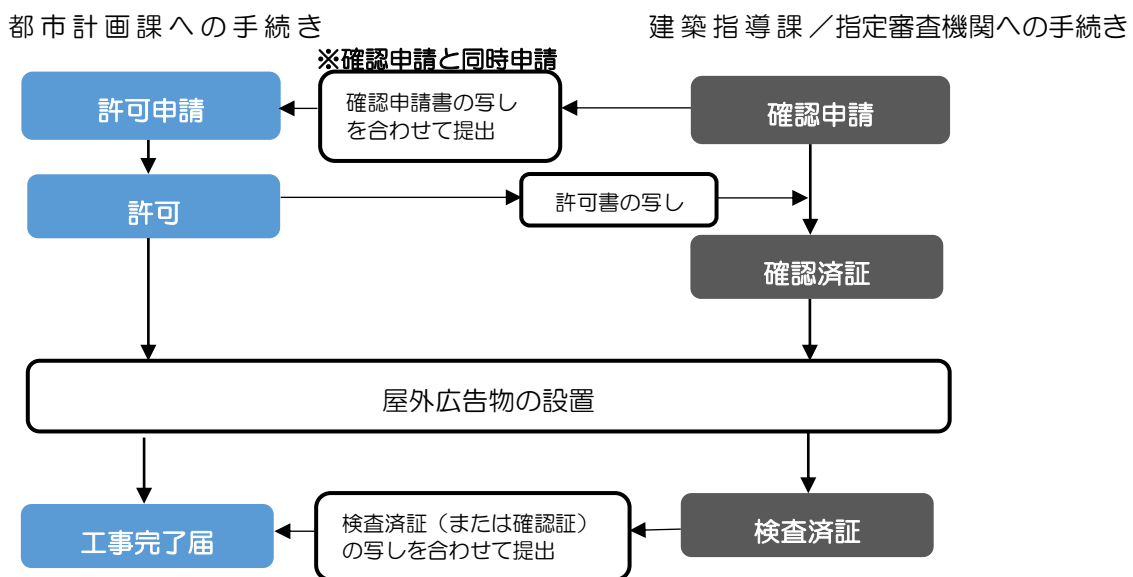 都市計画課への手続き
建築指導課／指定審査機関への手続き
※確認申請と同時申請
許可申請
確認申請書の写し
を合わせて提出
確認申請
許可
許可書の写し
確認済証
屋外広告物の設置
工事完了届
検査済証（または確認証）
の写しを合わせて提出
検査済証